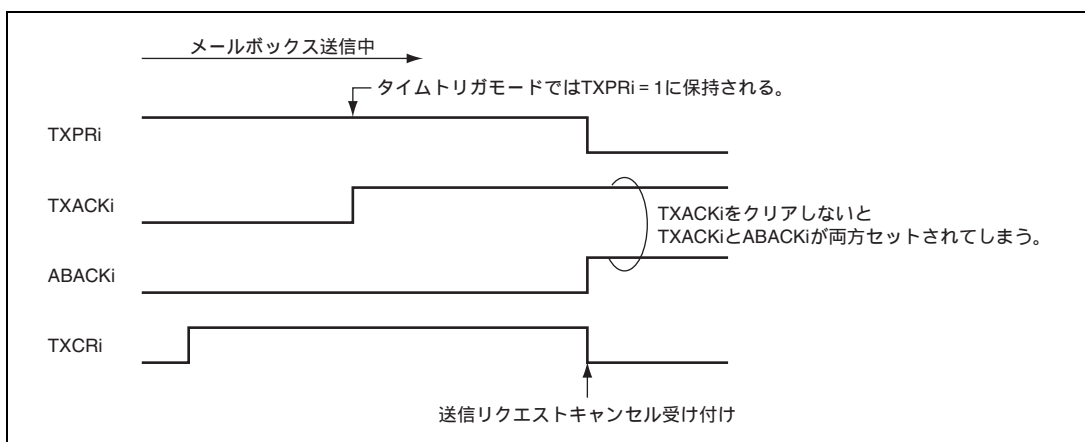 メールボックス送信中
タイムトリガモードではTXPRi = 1に保持される。
TXPRi
TXACKi
TXACKiをクリアしないと
TXACKiとABACKiが両方セットされてしまう。
ABACKi
TXCRi
送信リクエストキャンセル受け付け